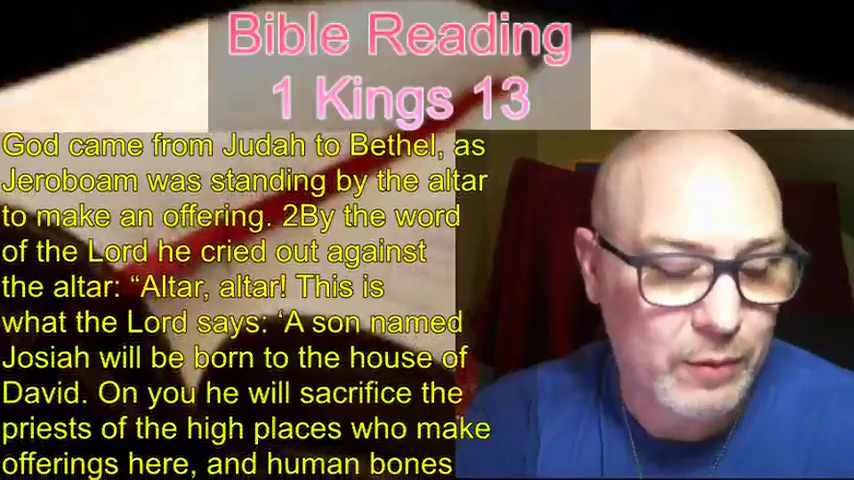 Bible Reading
1 Kings 13
God came from Judah to Bethel, as
Jeroboam was standing by the altar
to make an offering. 2By the word
of the Lord he cried out against
the altar: “Altar, altar! This is
what the Lord says: ‘A son named
Josiah will be born to the house of
David. On you he will sacrifice the
priests of the high places who make
offerings here, and human bones